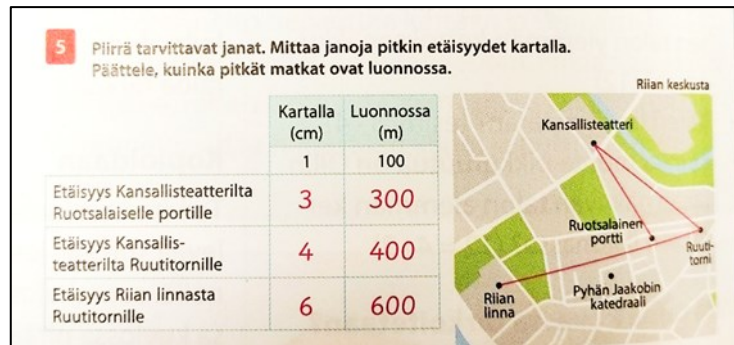 5 Piirrä tarvittavat janat. Mittaa janoja pitkin etäisyydet kartalla.
Päättele, kuinka pitkät matkat ovat luonnossa.
Kartalla (cm) Luonnossa (m)
1 100
Etäisyys Kansallisteatterilta
Ruotsalaiselle portille 3 300
Etäisyys Kansallis-
teatterilta Ruutitornille 4 400
Etäisyys Riian linnasta
Ruutitornille 6 600
Riian keskusta
Kansallisteatteri
Ruotsalainen
portti
Ruuti-
torni
Riian
linna
Pyhän Jaakobin
katedraali